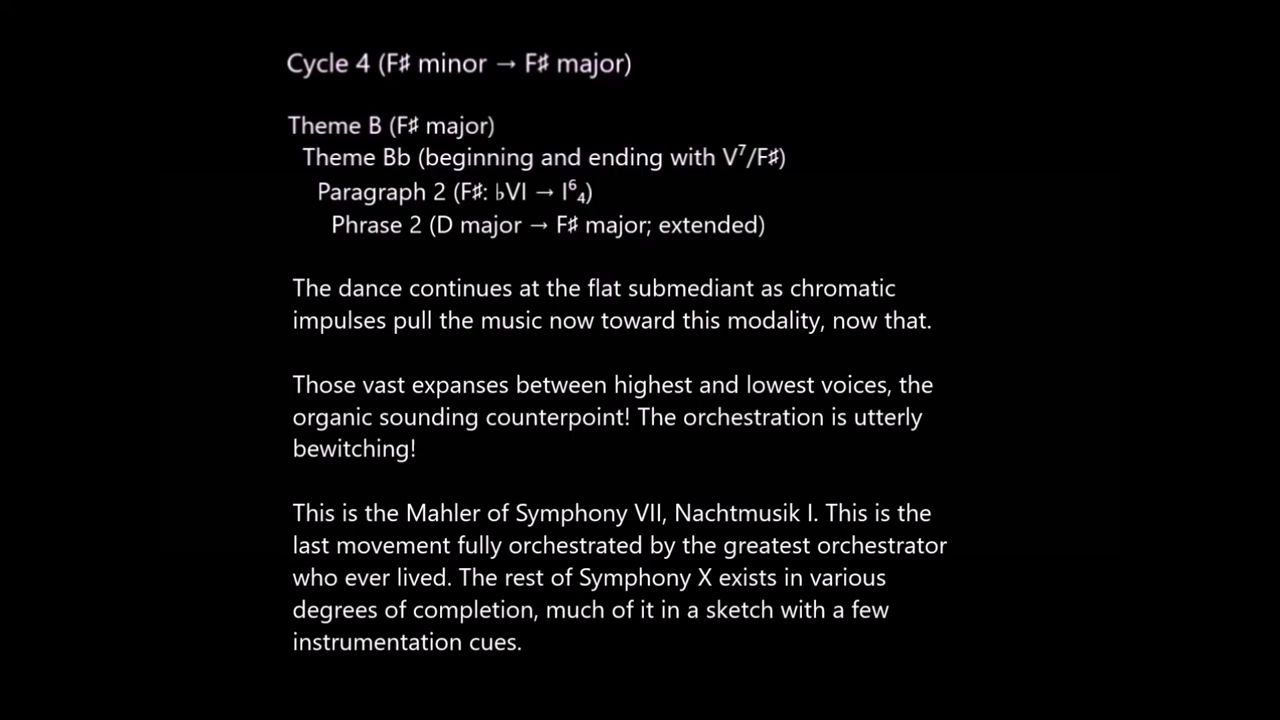 Cycle 4 (F♯ minor → F♯ major)
Theme B (F♯ major)
Theme Bb (beginning and ending with V⁷/F♯)
Paragraph 2 (F♯: ♭VI → I⁶₄)
Phrase 2 (D major → F♯ major; extended)
The dance continues at the flat submediant as chromatic
impulses pull the music now toward this modality, now that.
Those vast expanses between highest and lowest voices, the
organic sounding counterpoint! The orchestration is utterly
bewitching!
This is the Mahler of Symphony VII, Nachtmusik I. This is the
last movement fully orchestrated by the greatest orchestrator
who ever lived. The rest of Symphony X exists in various
degrees of completion, much of it in a sketch with a few
instrumentation cues.